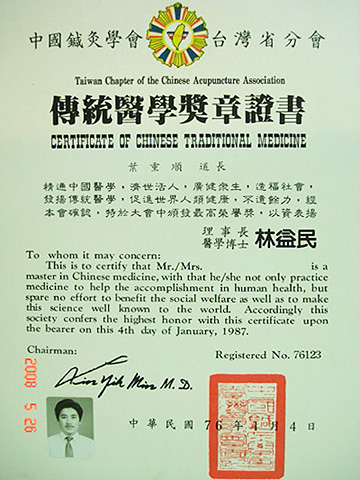 中國鍼灸學會 台灣省分會
Taiwan Chapter of the Chinese Acupuncture Association
傳統醫學獎章證書
CERTIFICATE OF CHINESE TRADITIONAL MEDICINE
葉重順 道長
精通中國醫學，濟世活人，廣健眾生，造福社會，
發揚傳統醫學，促進世界人類健康，不遺餘力，經
本會確認，特於大會中頒發最高榮譽獎，以資表揚
理事長
醫學博士 林益民
To whom it may concern:
This is to certify that Mr./Mrs. is a
master in Chinese medicine, with that he/she not only practice
medicine to help the accomplishment in human health, but
spare no effort to benefit the social welfare as well as to make
this science well known to the world. Accordingly this
society confers the highest honor with this certificate upon
the bearer on this 4th day of January, 1987.
Chairman: Registered No. 76123
Lin Yih Min M.D.
2008 5 26
中華民國 76 年 1 月 4 日